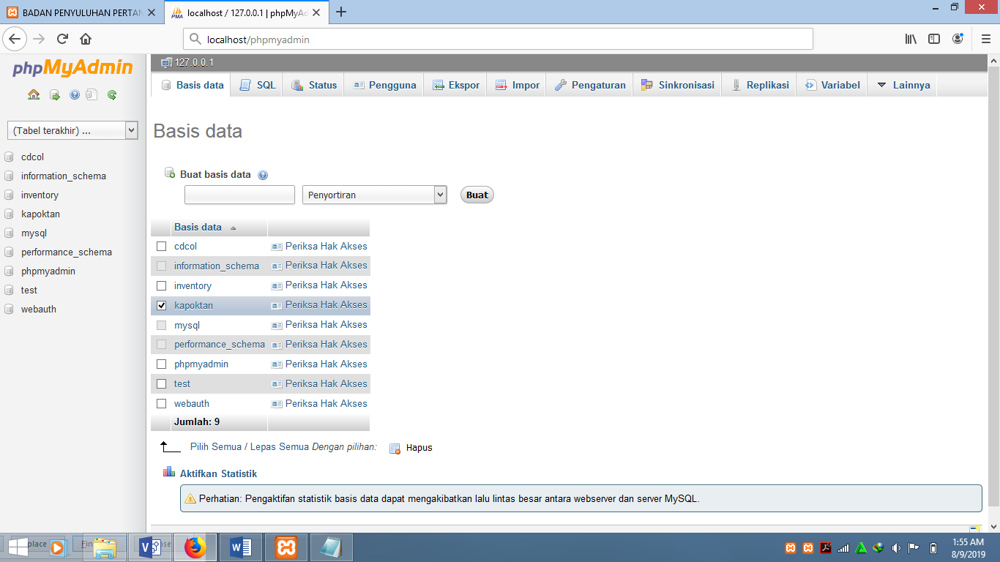 BADAN PENYULUHAN PERTAN
localhost / 127.0.0.1 | phpMyAd
localhost/phpmyadmin
phpMyAdmin
127.0.0.1
Basis data SQL Status Pengguna Ekspor Impor Pengaturan Sinkronisasi Replikasi Variabel Lainnya
(Tabel terakhir) ...
cdcol
information_schema
inventory
kapoktan
mysql
performance_schema
phpmyadmin
test
webauth
Basis data
Buat basis data
Penyortiran Buat
Basis data
cdcol Periksa Hak Akses
information_schema Periksa Hak Akses
inventory Periksa Hak Akses
kapoktan Periksa Hak Akses
mysql Periksa Hak Akses
performance_schema Periksa Hak Akses
phpmyadmin Periksa Hak Akses
test Periksa Hak Akses
webauth Periksa Hak Akses
Jumlah: 9
Pilih Semua / Lepas Semua Dengan pilihan: Hapus
Aktifkan Statistik
Perhatian: Pengaktifan statistik basis data dapat mengakibatkan lalu lintas besar antara webserver dan server MySQL.
1:55 AM
8/9/2019